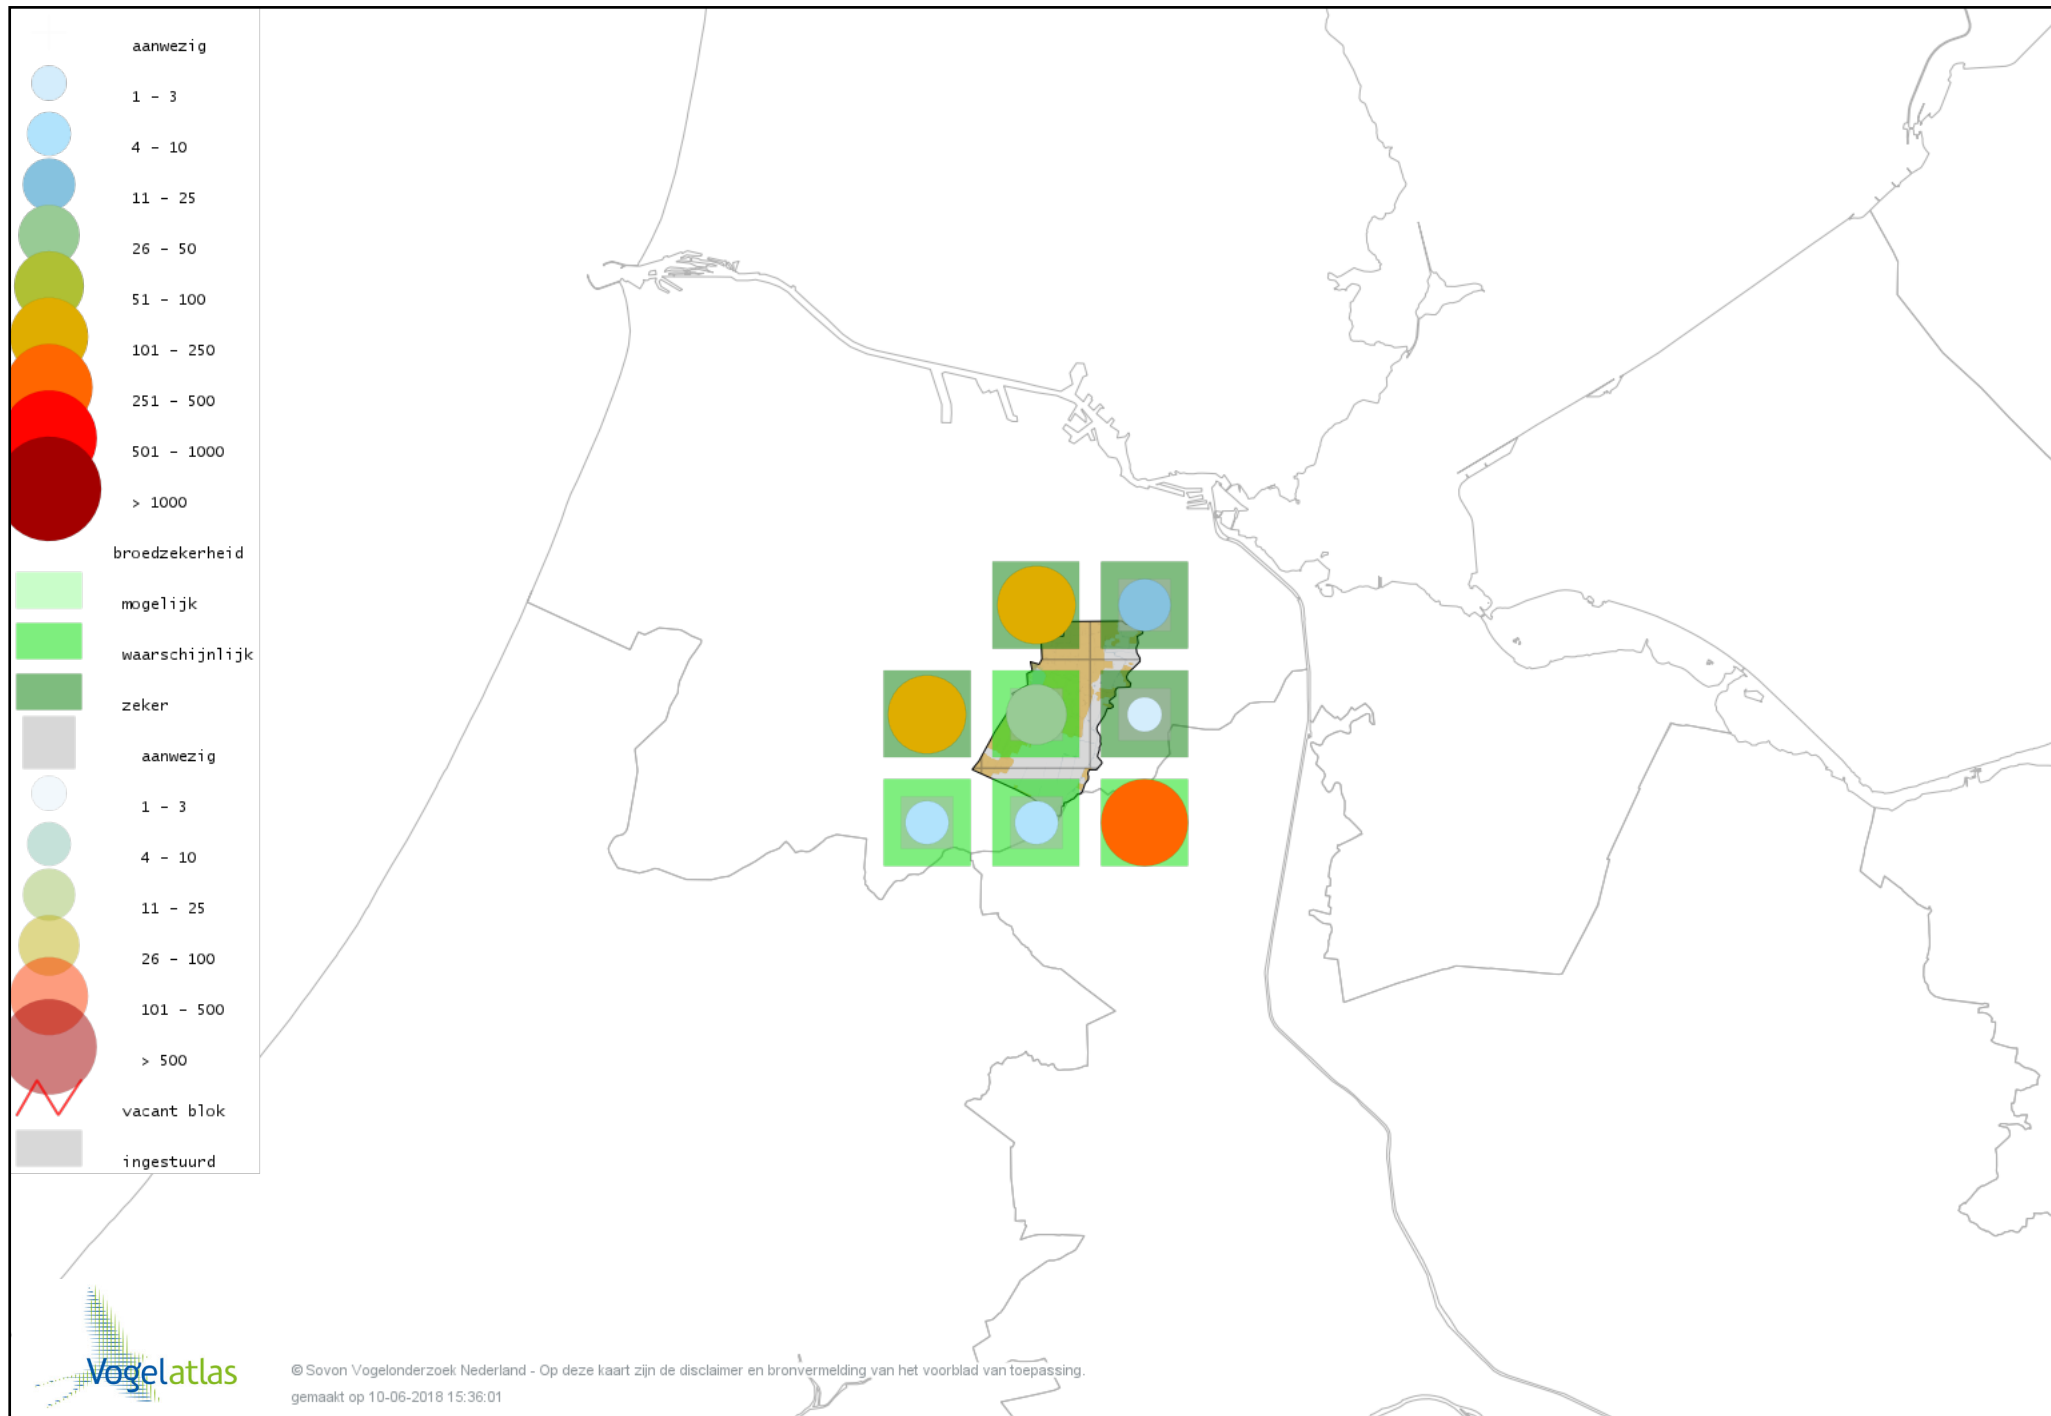 aanwezig
1 - 3
4 - 10
11 - 25
26 - 50
51 - 100
101 - 250
251 - 500
501 - 1000
> 1000
broedzekerheid
mogelijk
waarschijnlijk
zeker
aanwezig
1 - 3
4 - 10
11 - 25
26 - 100
101 - 500
> 500
vacant blok
ingestuurd
Vogelatlas
© Sovon Vogelonderzoek Nederland - Op deze kaart zijn de disclaimer en bronvermelding van het voorblad van toepassing.
gemaakt op 10-06-2018 15:36:01